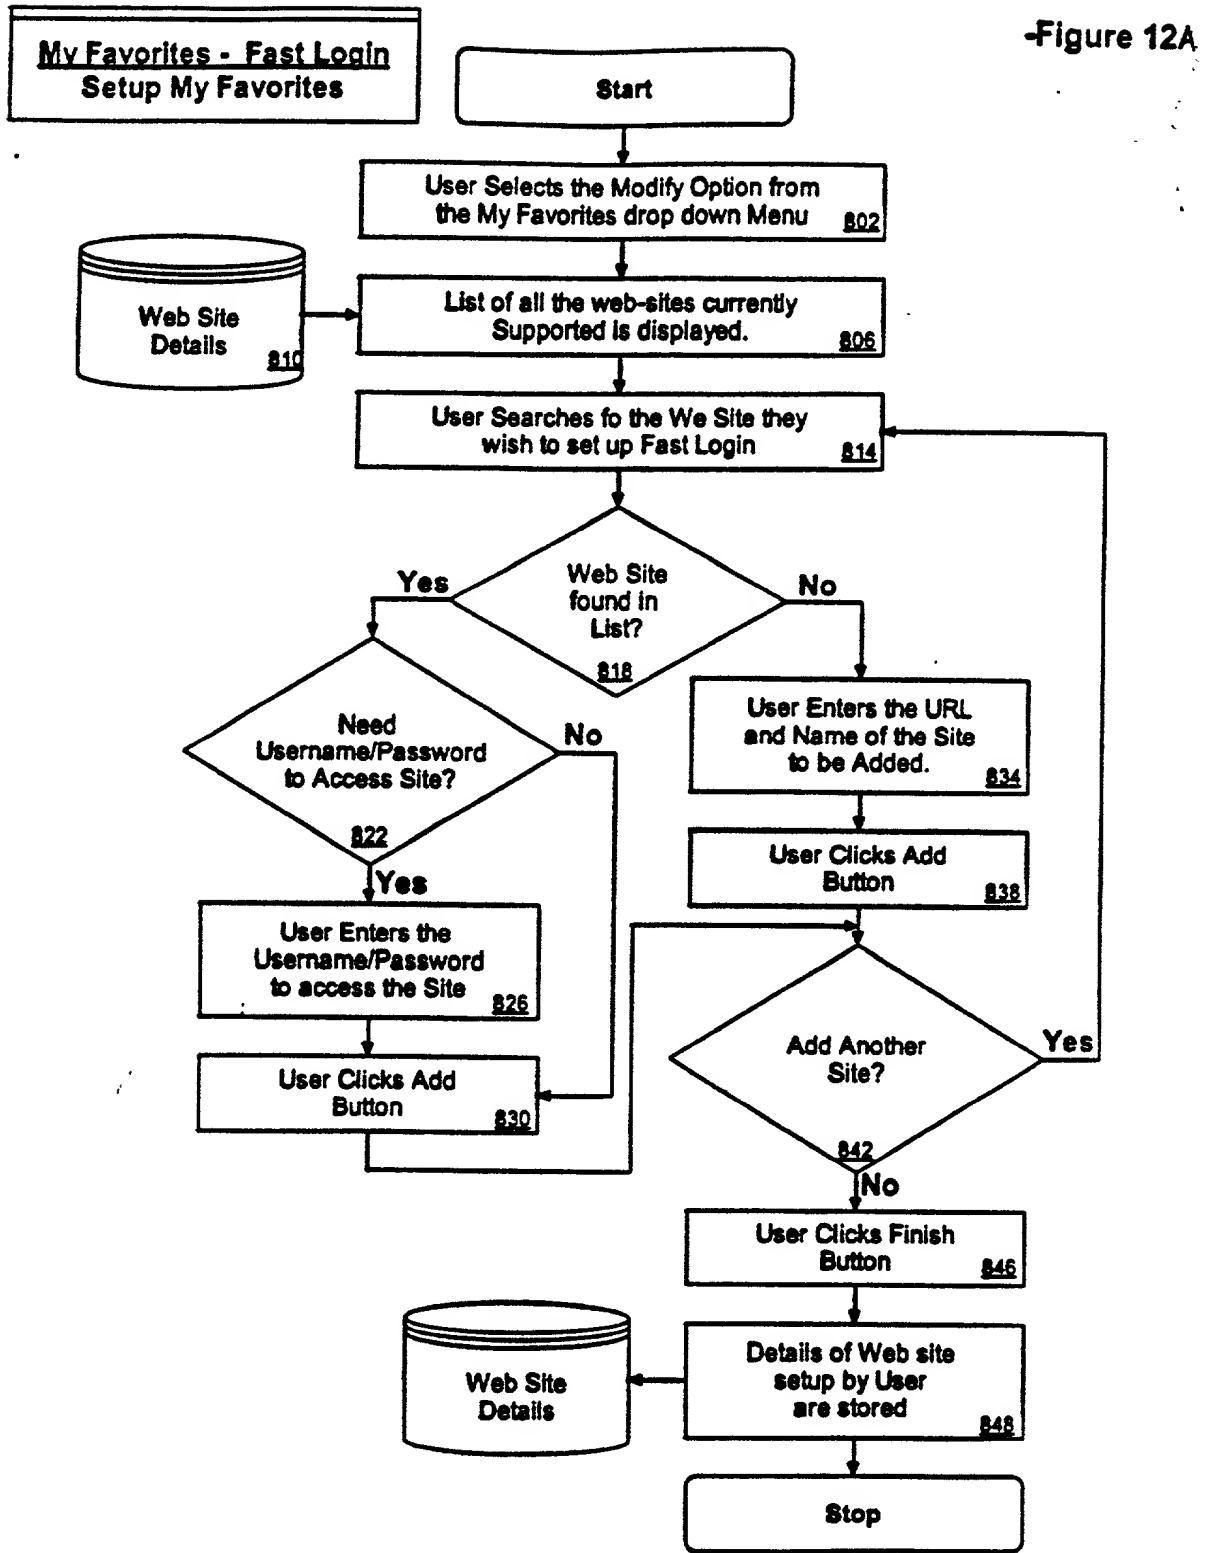 My Favorites - Fast Login
Setup My Favorites
-Figure 12A
Start
User Selects the Modify Option from
the My Favorites drop down Menu
802
Web Site
Details
810
List of all the web-sites currently
Supported is displayed.
806
User Searches fo the We Site they
wish to set up Fast Login
814
Yes
Web Site
found in
List?
818
No
Need
Username/Password
to Access Site?
822
No
User Enters the URL
and Name of the Site
to be Added.
834
Yes
User Clicks Add
Button
838
User Enters the
Username/Password
to access the Site
826
Add Another
Site?
842
Yes
User Clicks Add
Button
830
No
User Clicks Finish
Button
846
Web Site
Details
Details of Web site
setup by User
are stored
848
Stop